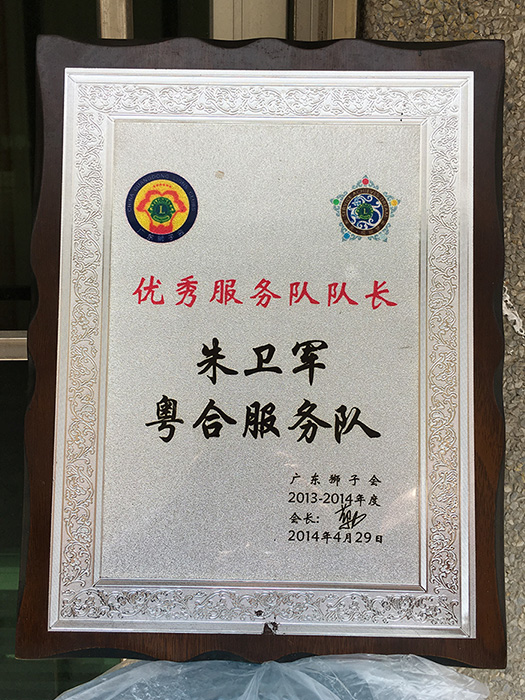 优秀服务队队长
朱卫军
粤合服务队
广东狮子会
2013-2014年度
会长:
2014年4月29日